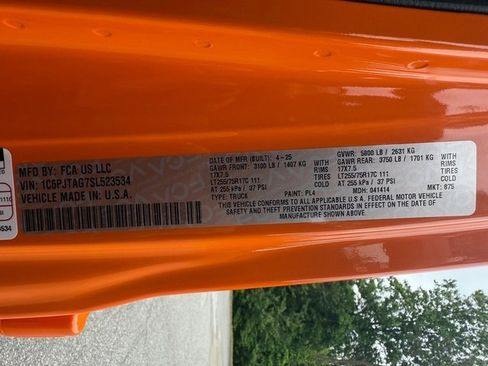 MFD BY: FCA US LLC
VIN: 1C6PJTAG7SL523534
VEHICLE MADE IN U.S.A.
DATE OF MFR (BUILT): 4-25
GAWR FRONT: 3100 LB / 1407 KG
17X7.5
LT255/75R17C 111
AT 255 kPa / 37 PSI
WITH
RIMS
TIRES
GVWR: 5800 LB / 2631 KG
GAWR REAR: 3750 LB / 1701 KG
17X7.5
LT255/75R17C 111
AT 255 kPa / 37 PSI
WITH
RIMS
TIRES
TYPE: TRUCK
PAINT: PL4
MDH: 041414
MKT: 875
THIS VEHICLE CONFORMS TO ALL APPLICABLE U.S.A. FEDERAL MOTOR VEHICLE
SAFETY AND THEFT PREVENTION STANDARDS IN EFFECT ON THE DATE OF
MANUFACTURE SHOWN ABOVE.